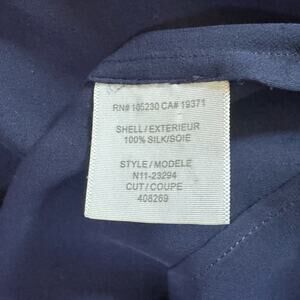 RN# 105230 CA# 19371
SHELL/EXTERIEUR
100% SILK/SOIE
STYLE/MODELE
N11-23294
CUT/COUPE
408269